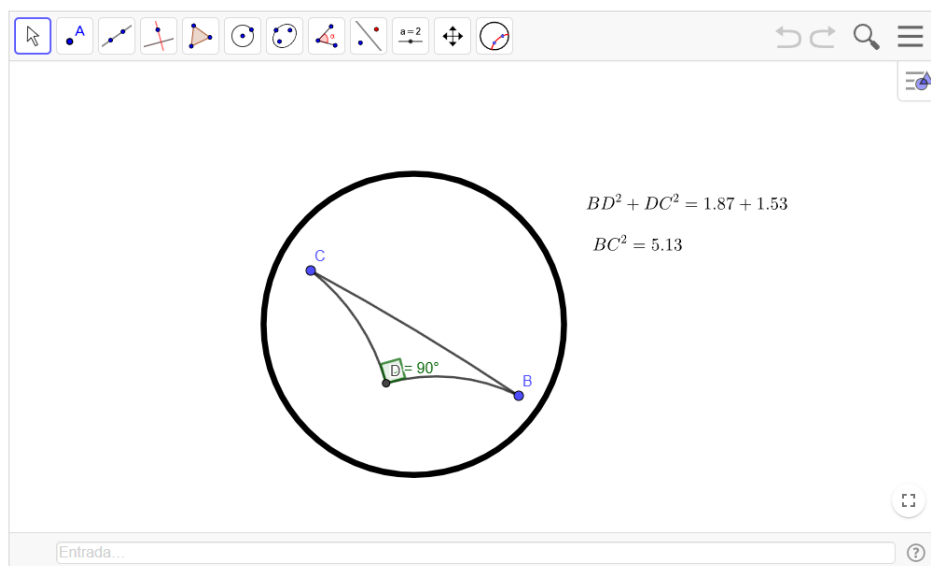 A
α
a=2
BD² + DC² = 1.87 + 1.53
BC² = 5.13
C
D = 90°
B
Entrada...
?